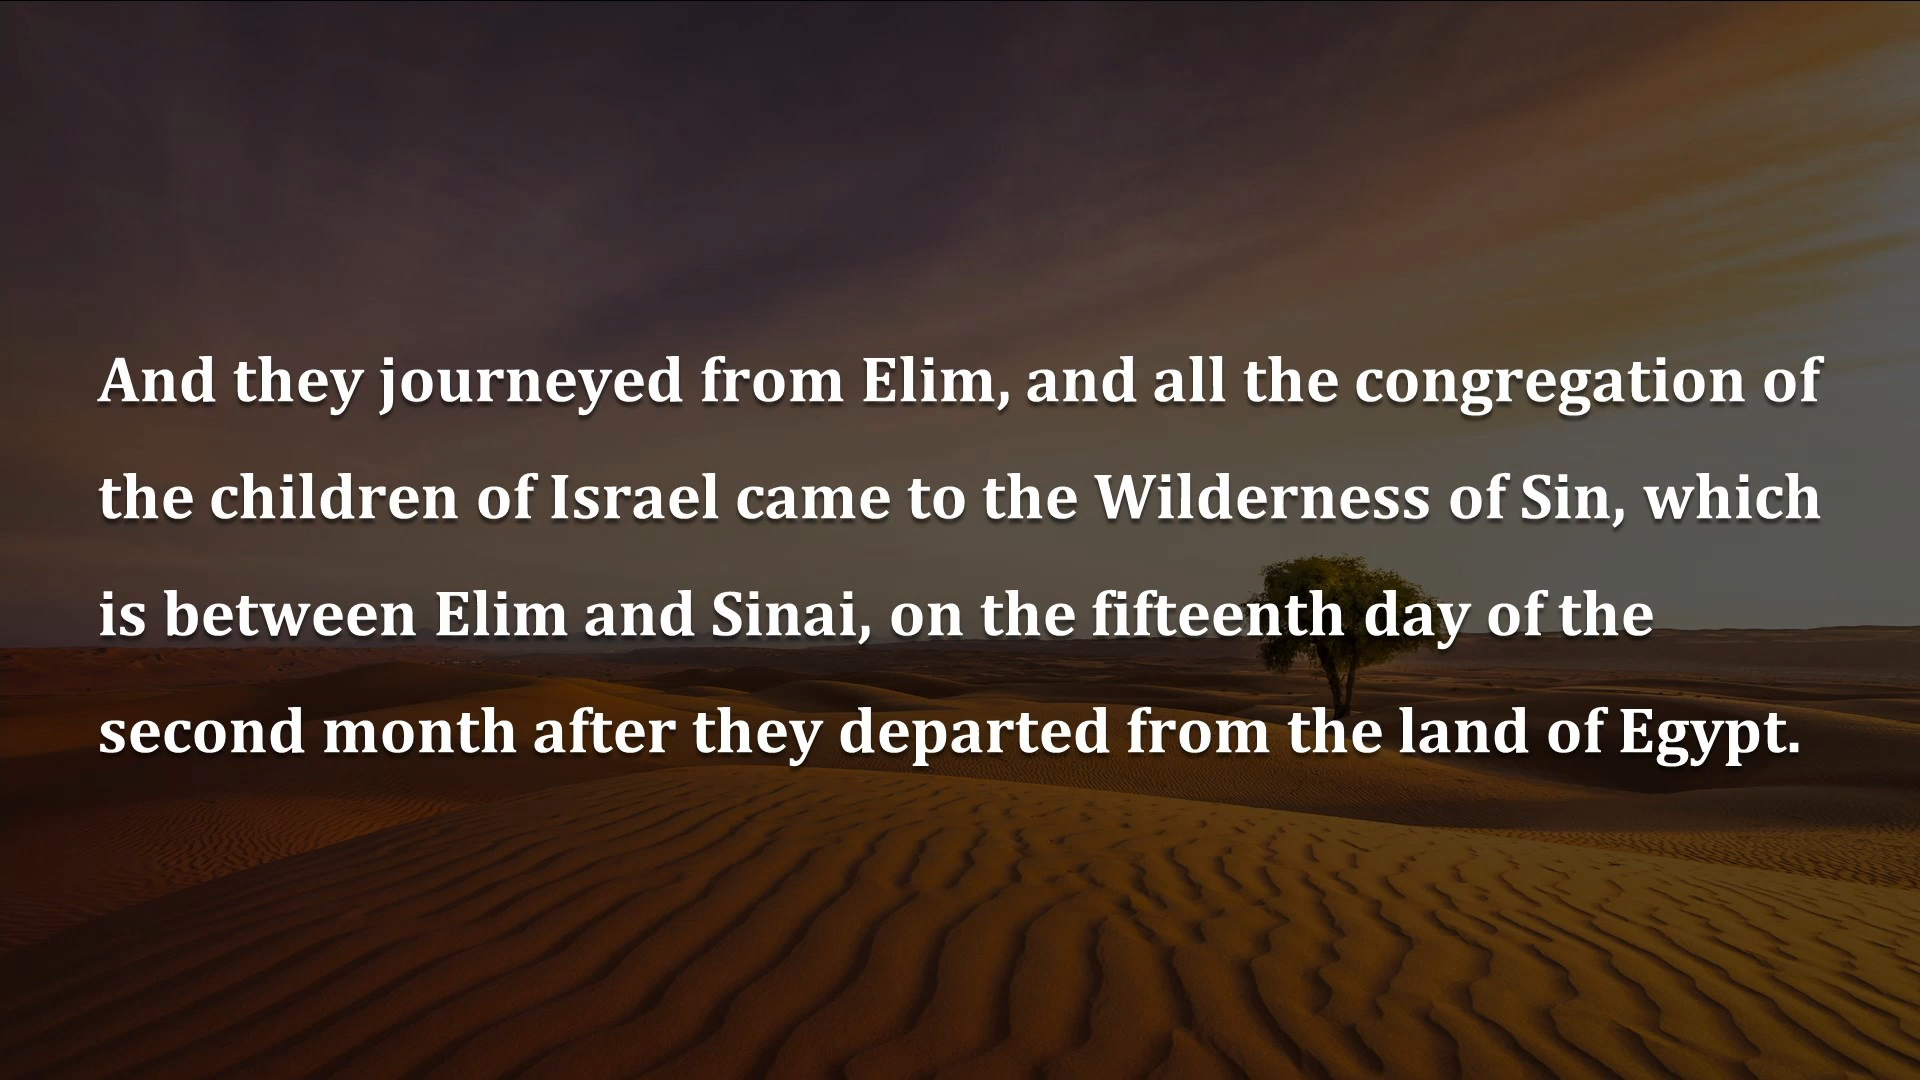 And they journeyed from Elim, and all the congregation of
the children of Israel came to the Wilderness of Sin, which
is between Elim and Sinai, on the fifteenth day of the
second month after they departed from the land of Egypt.